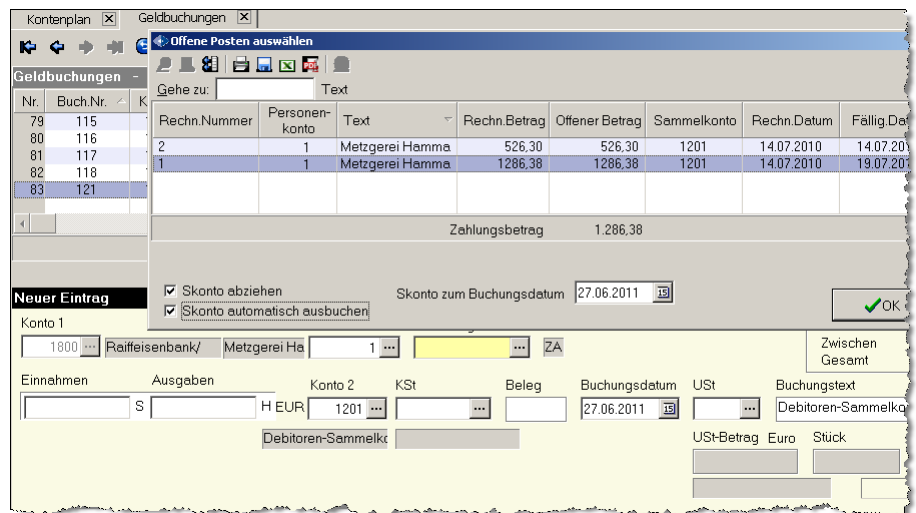 Kontenplan Geldbuchungen
Offene Posten auswählen
Geldbuchungen -
Gehe zu: Text
Nr. Buch.Nr. K
Rechn.Nummer Personen-konto Text Rechn.Betrag Offener Betrag Sammelkonto Rechn.Datum Fällig.Dat
79 115
80 116
81 117
82 118
83 121
2 1 Metzgerei Hamma 526,30 526,30 1201 14.07.2010 14.07.201
1 1 Metzgerei Hamma 1286,38 1286,38 1201 14.07.2010 19.07.201
Zahlungsbetrag 1.286,38
Skonto abziehen Skonto zum Buchungsdatum 27.06.2011 15
Skonto automatisch ausbuchen OK
Neuer Eintrag
Konto 1
1800 ... Raiffeisenbank/ Metzgerei Ha 1 ... ... ZA Zwischen
Gesamt
Einnahmen Ausgaben Konto 2 KSt Beleg Buchungsdatum USt Buchungstext
S H EUR 1201 ... ... 27.06.2011 15 ... Debitoren-Sammelko
Debitoren-Sammelkc USt-Betrag Euro Stück